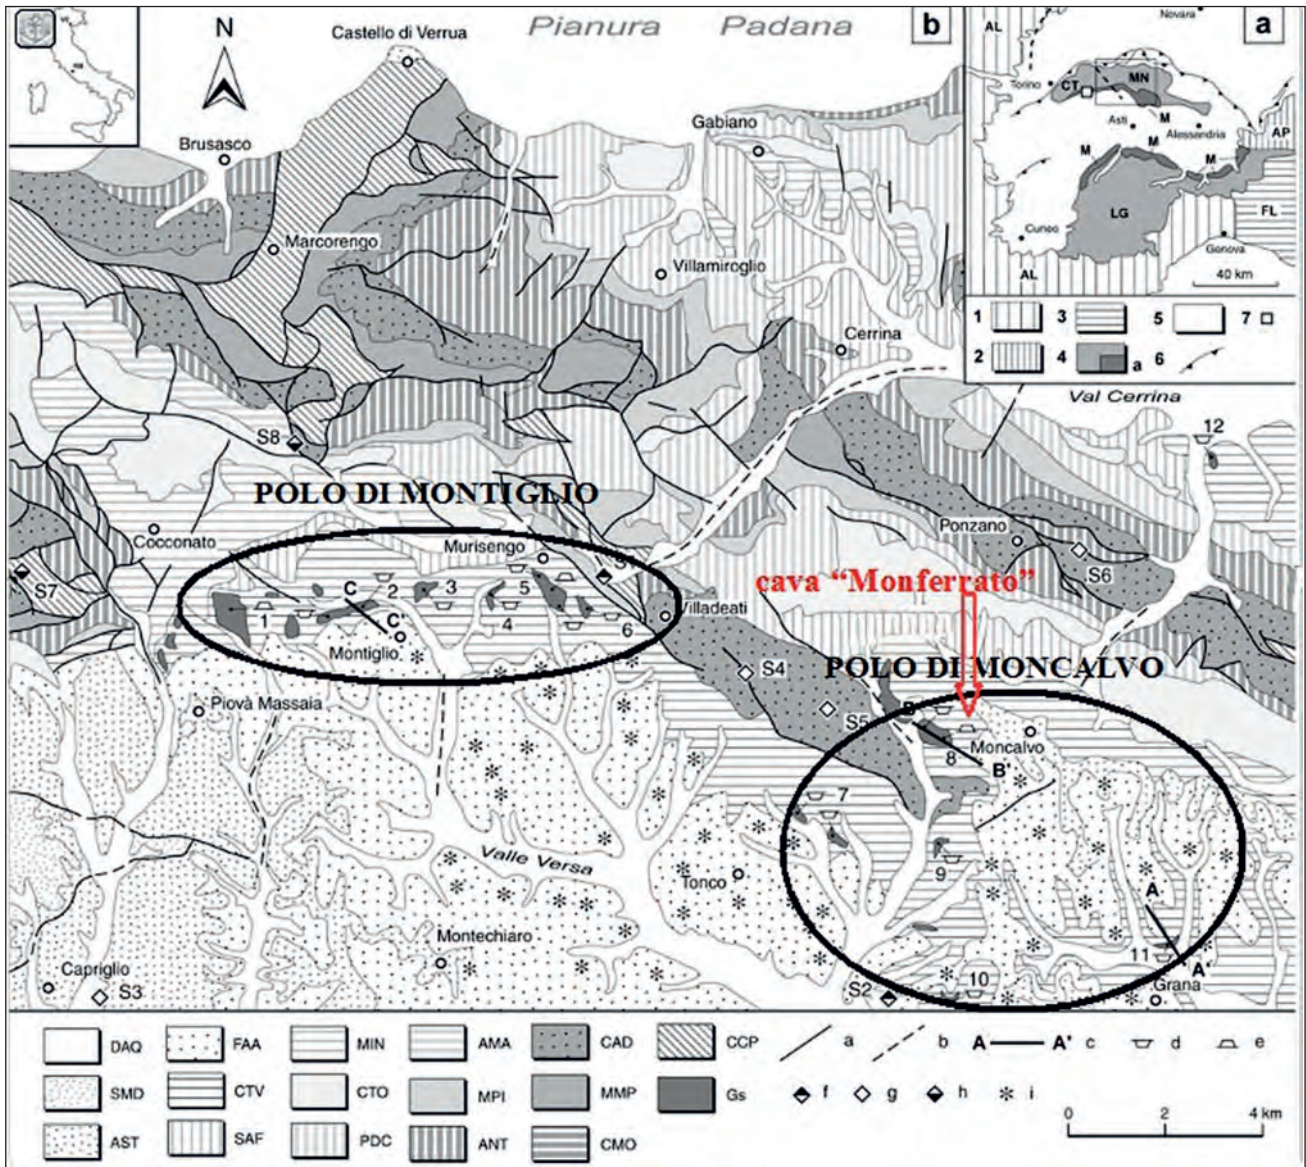 Pianura Padana
b
a
N
Castello di Verrua
Brusasco
Gabiano
Marcorengo
Villamiroglio
Cerrina
Novara
AL
Torino
CT
MN
M
Asti
Alessandria
AP
M
M
M
LG
FL
Cuneo
Genova
AL
40 km
1 3 5 7
2 4 a 6
Val Cerrina
12
S8
POLO DI MONTIGLIO
Cocconato
Murisengo
Ponzano
S6
S7
C
2
3
5
1
C'
4
6
Montiglio
Villadeati
cava “Monferrato”
POLO DI MONCALVO
S4
S5
B
Moncalvo
8
B'
Piovà Massaia
7
9
Valle Versa
Tonco
A
Montechiaro
11
A'
Capriglio
S3
S2
10
Grana
DAQ FAA MIN AMA CAD CCP a b A A' c d e
SMD CTV CTO MPI MMP Gs f g h i
AST SAF PDC ANT CMO
0 2 4 km